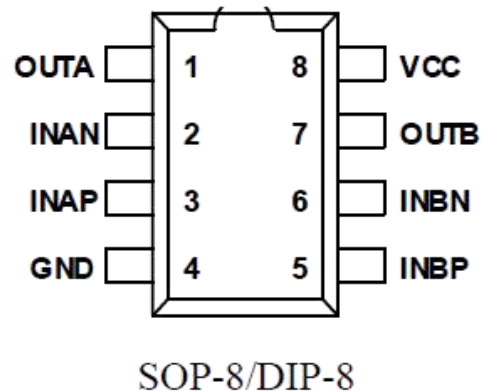 OUTA 1 8 VCC
INAN 2 7 OUTB
INAP 3 6 INBN
GND 4 5 INBP
SOP-8/DIP-8